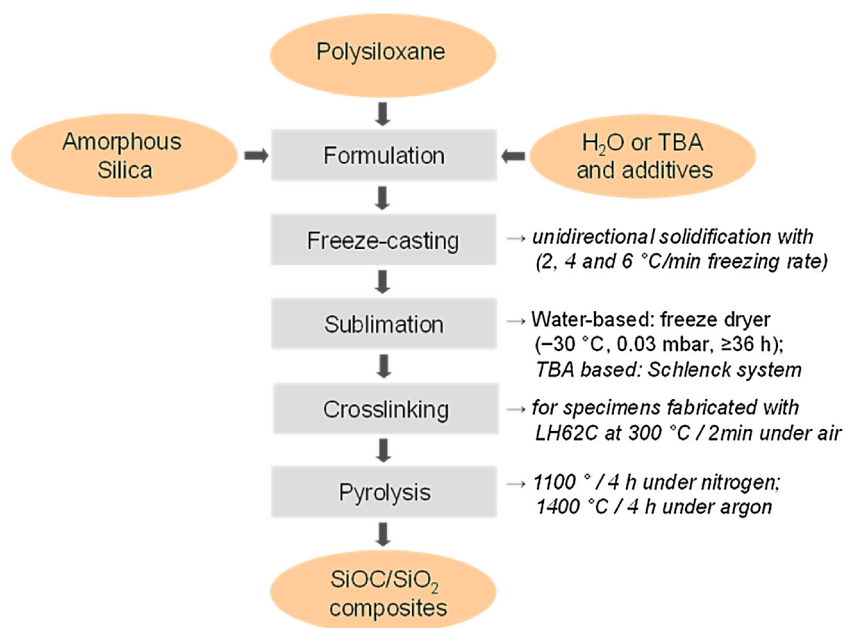 Polysiloxane
Amorphous
Silica
Formulation
H₂O or TBA
and additives
Freeze-casting
→ unidirectional solidification with
(2, 4 and 6 °C/min freezing rate)
Sublimation
→ Water-based: freeze dryer
(−30 °C, 0.03 mbar, ≥36 h);
TBA based: Schlenck system
Crosslinking
→ for specimens fabricated with
LH62C at 300 °C / 2min under air
Pyrolysis
→ 1100 ° / 4 h under nitrogen;
1400 °C / 4 h under argon
SiOC/SiO₂
composites